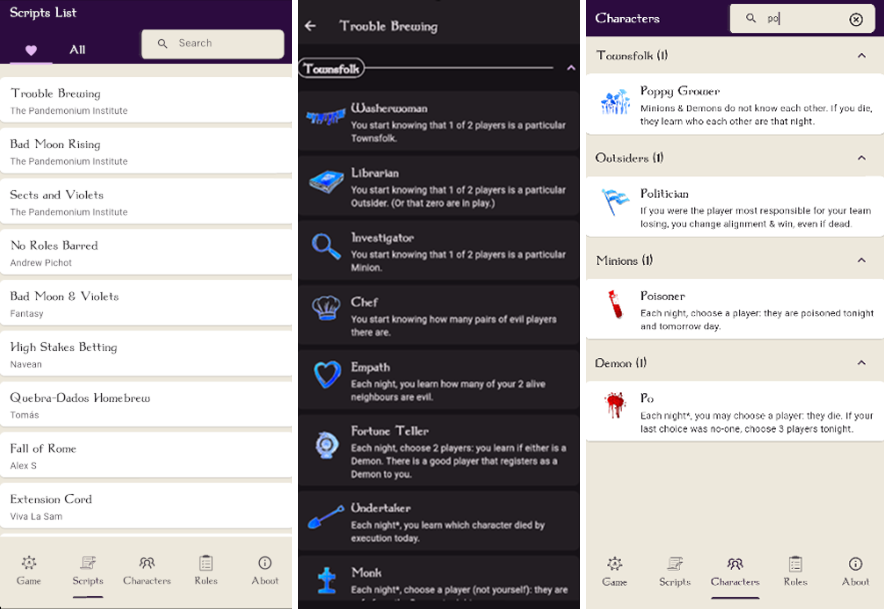 Scripts List
All
Search
Trouble Brewing
The Pandemonium Institute
Bad Moon Rising
The Pandemonium Institute
Sects and Violets
The Pandemonium Institute
No Roles Barred
Andrew Pichot
Bad Moon & Violets
Fantasy
High Stakes Betting
Navean
Quebra-Dados Homebrew
Tomás
Fall of Rome
Alex S
Extension Cord
Viva La Sam
Game
Scripts
Characters
Rules
About
Trouble Brewing
Townsfolk
Washerwoman
You start knowing that 1 of 2 players is a particular
Townsfolk.
Librarian
You start knowing that 1 of 2 players is a particular
Outsider. (Or that zero are in play.)
Investigator
You start knowing that 1 of 2 players is a particular
Minion.
Chef
You start knowing how many pairs of evil players
there are.
Empath
Each night, you learn how many of your 2 alive
neighbours are evil.
Fortune Teller
Each night, choose 2 players: you learn if either is a
Demon. There is a good player that registers as a
Demon to you.
Undertaker
Each night*, you learn which character died by
execution today.
Monk
Each night*, choose a player (not yourself): they are
Characters
po
Townsfolk (1)
Poppy Grower
Minions & Demons do not know each other. If you die,
they learn who each other are that night.
Outsiders (1)
Politician
If you were the player most responsible for your team
losing, you change alignment & win, even if dead.
Minions (1)
Poisoner
Each night, choose a player: they are poisoned tonight
and tomorrow day.
Demon (1)
Po
Each night*, you may choose a player: they die. If your
last choice was no-one, choose 3 players tonight.
Game
Scripts
Characters
Rules
About